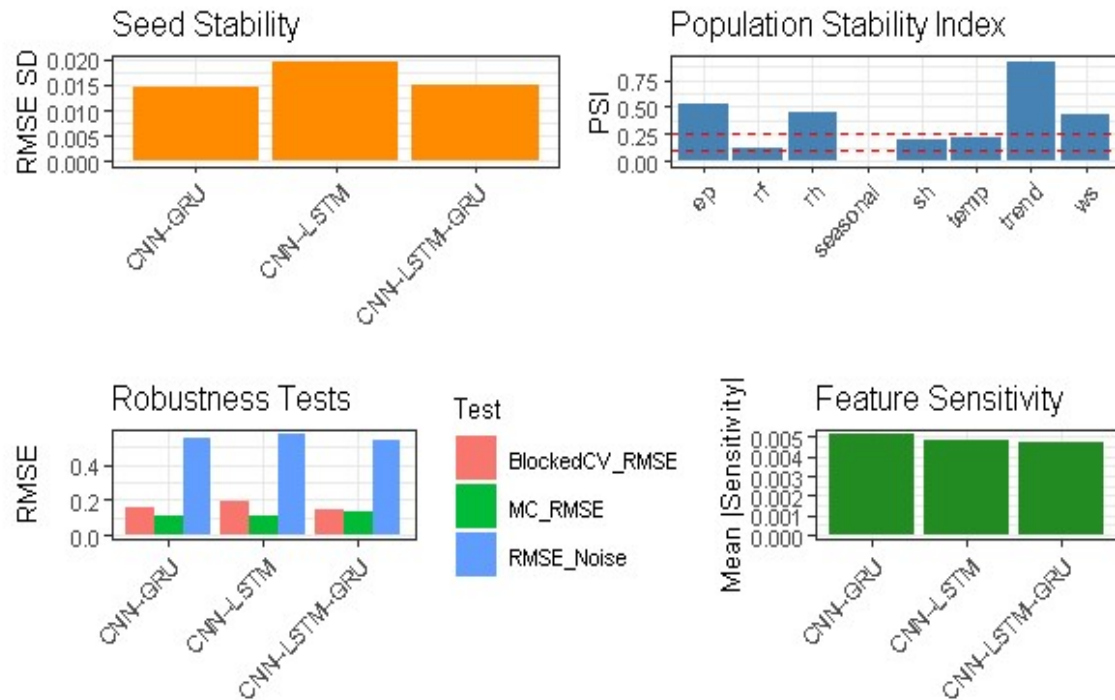 Seed Stability
RMSE SD
0.020
0.015
0.010
0.005
0.000
CNN-GRU
CNN-LSTM
CNN-LSTM-GRU
Population Stability Index
PSI
0.75
0.50
0.25
0.00
ep
rf
rh
seasonal
sh
temp
trend
ws
Robustness Tests
RMSE
0.4
0.2
0.0
CNN-GRU
CNN-LSTM
CNN-LSTM-GRU
Test
BlockedCV_RMSE
MC_RMSE
RMSE_Noise
Feature Sensitivity
Mean |Sensitivity|
0.005
0.004
0.003
0.002
0.001
0.000
CNN-GRU
CNN-LSTM
CNN-LSTM-GRU